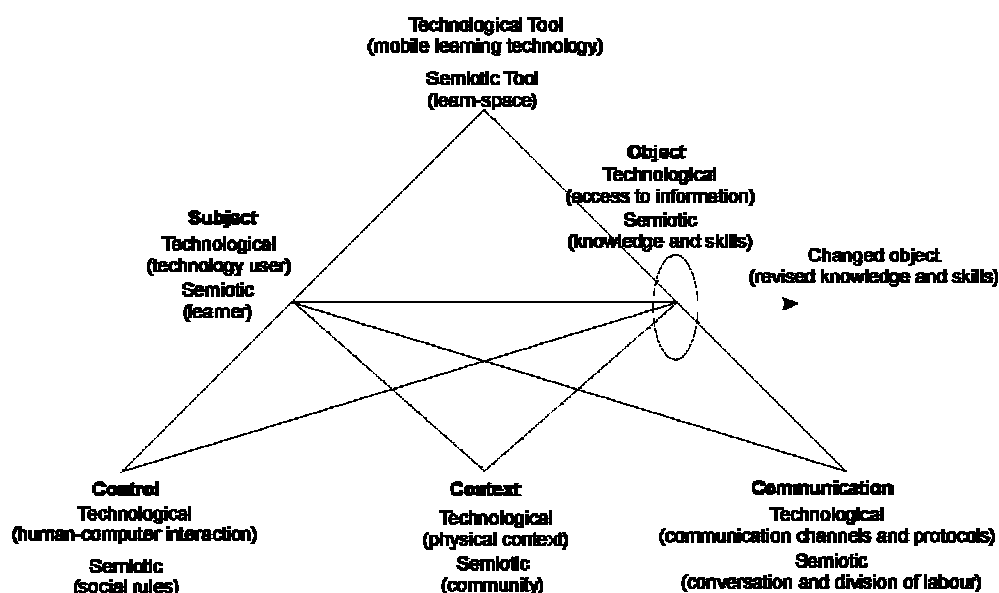 Technological Tool
(mobile learning technology)
Semiotic Tool
(learn-space)
Object
Technological
(access to information)
Semiotic
(knowledge and skills)
Subject
Technological
(technology user)
Semiotic
(learner)
Changed object
(revised knowledge and skills)
Control
Technological
(human-computer interaction)
Semiotic
(social rules)
Context
Technological
(physical context)
Semiotic
(community)
Communication
Technological
(communication channels and protocols)
Semiotic
(conversation and division of labour)